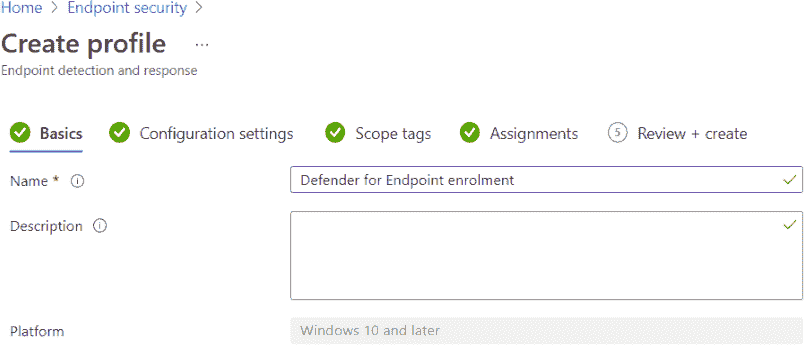 Home > Endpoint security >
Create profile ...
Endpoint detection and response
Basics Configuration settings Scope tags Assignments 5 Review + create
Name * Defender for Endpoint enrolment
Description
Platform Windows 10 and later